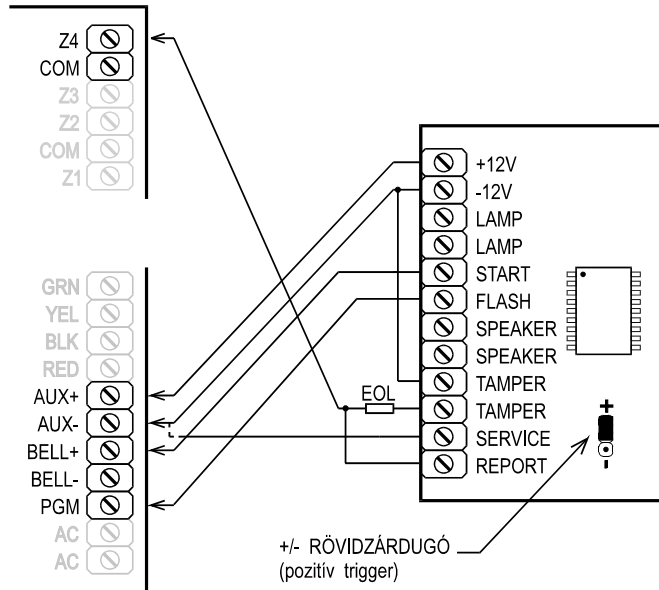 Z4
COM
Z3
Z2
COM
Z1
GRN
YEL
BLK
RED
AUX+
AUX-
BELL+
BELL-
PGM
AC
AC
EOL
+12V
-12V
LAMP
LAMP
START
FLASH
SPEAKER
SPEAKER
TAMPER
TAMPER
SERVICE
REPORT
+
-
+/- RÖVIDZÁRDUGÓ
(pozitív trigger)